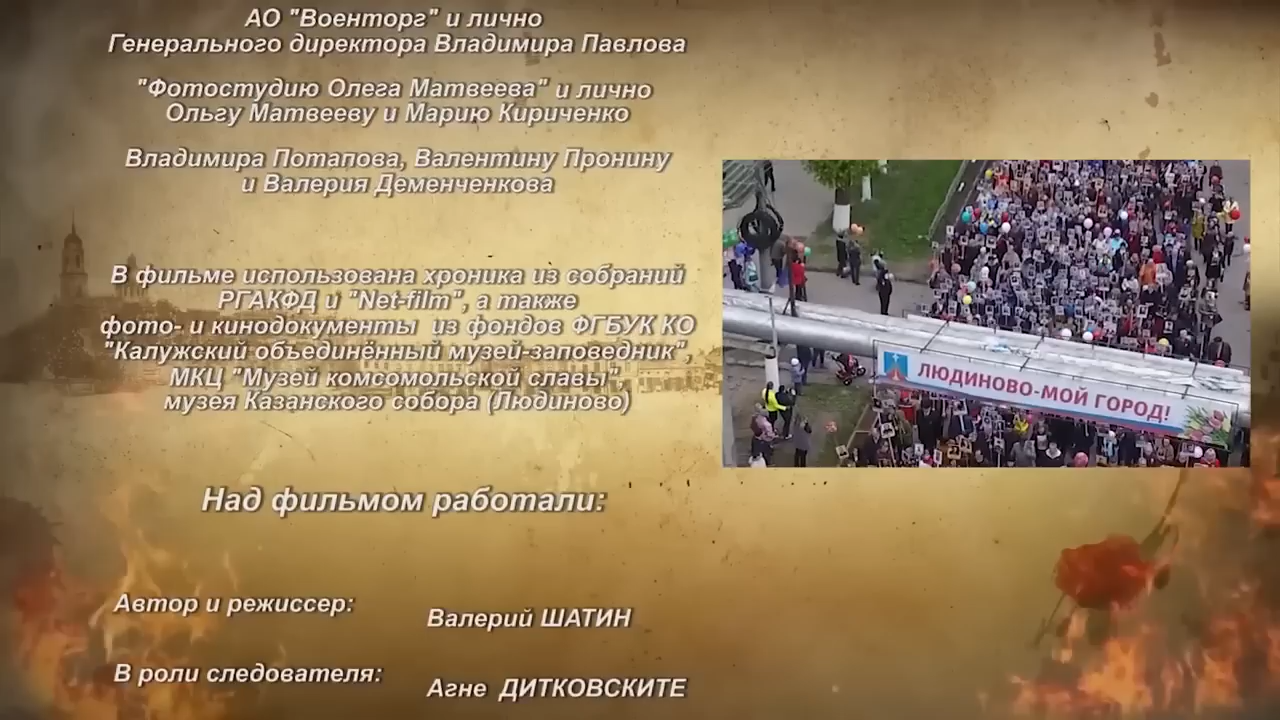 АО "Военторг" и лично
Генерального директора Владимира Павлова
"Фотостудию Олега Матвеева" и лично
Ольгу Матвееву и Марию Кириченко
Владимира Потапова, Валентину Пронину
и Валерия Деменченкова
В фильме использована хроника из собраний
РГАКФД и "Net-film", а также
фото- и кинодокументы из фондов ФГБУК КО
"Калужский объединённый музей-заповедник",
МКЦ "Музей комсомольской славы",
музея Казанского собора (Людиново)
ЛЮДИНОВО-МОЙ ГОРОД!
Над фильмом работали:
Автор и режиссер:
Валерий ШАТИН
В роли следователя:
Агне ДИТКОВСКИТЕ